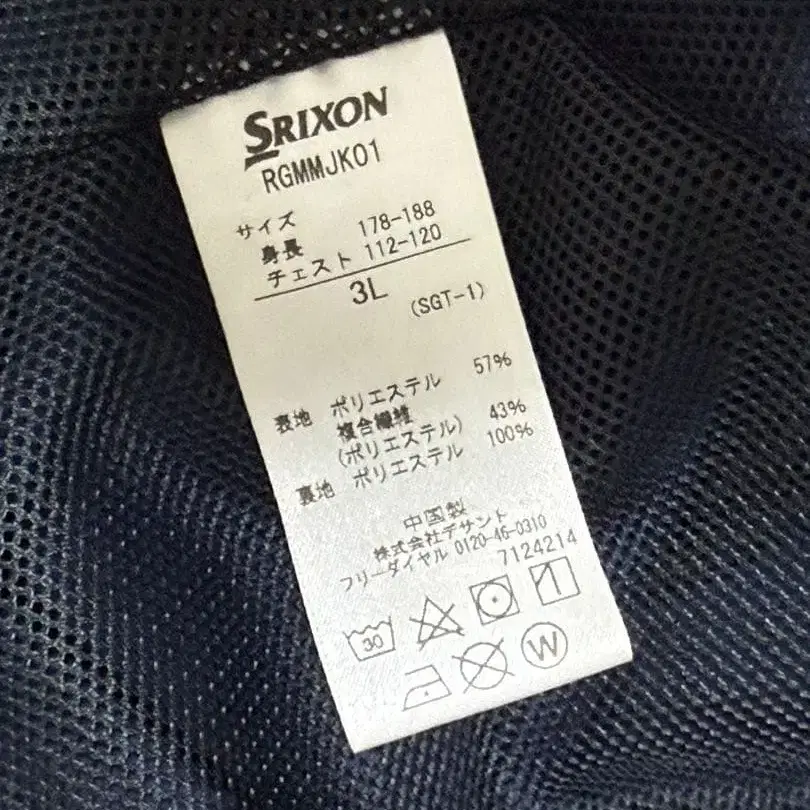 SRIXON
RGMMJK01
サイズ
身長 178-188
チェスト 112-120
3L (SGT-1)
表地 ポリエステル 57%
複合繊維 43%
(ポリエステル)
裏地 ポリエステル 100%
中国製
株式会社デサント
フリーダイヤル 0120-46-0310
7124214
30
W